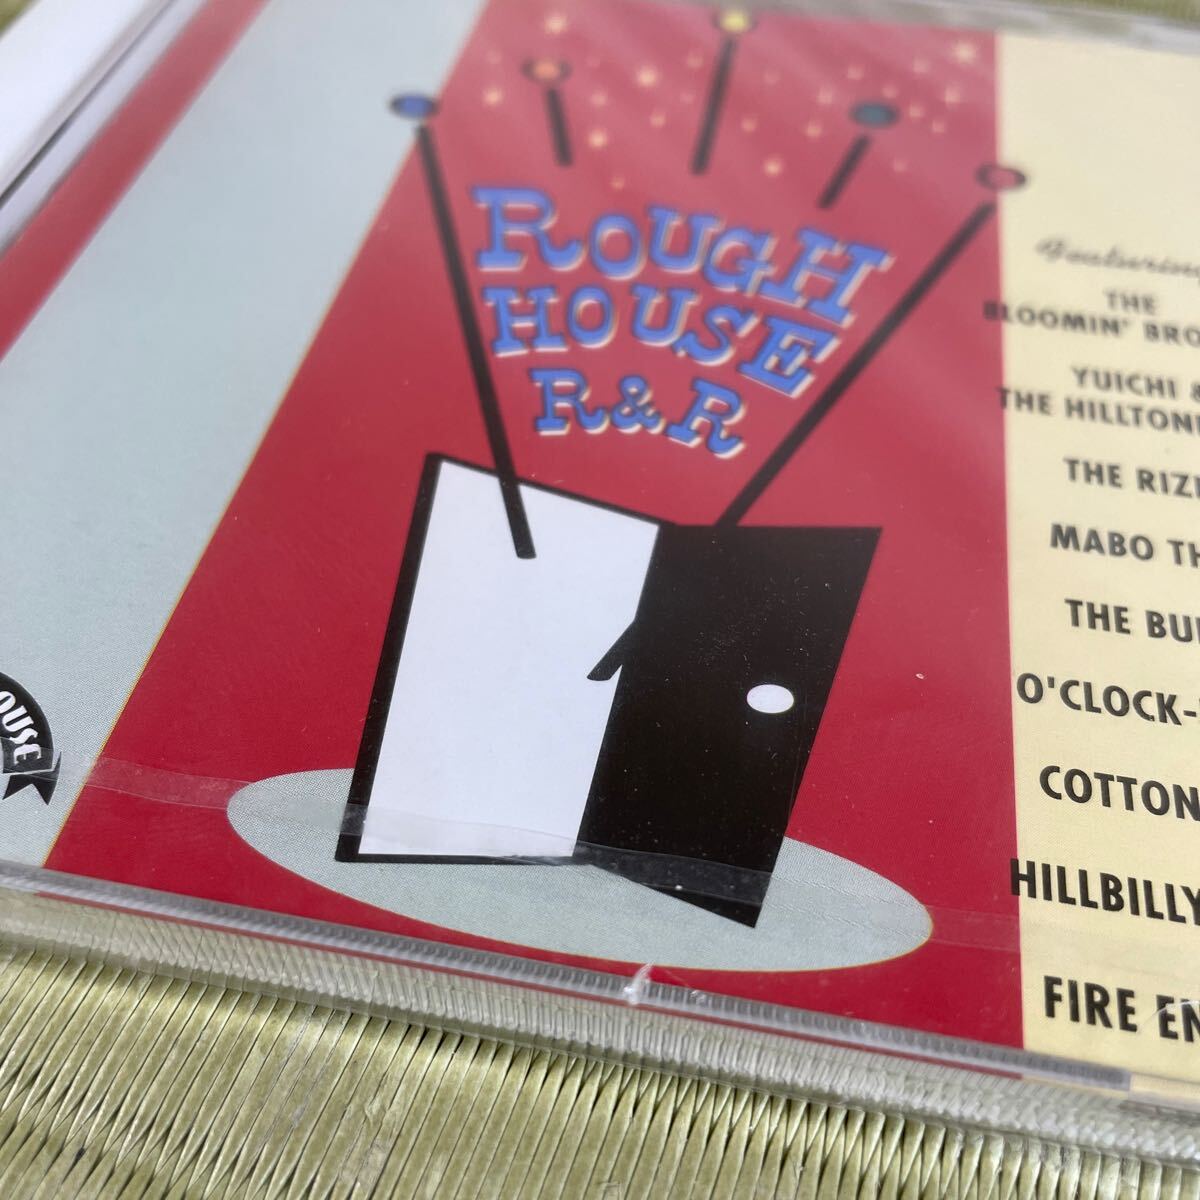 ROUGH
HOUSE
R&R
Featuring
THE
BLOOMIN' BRO
YUICHI &
THE HILLTONE
THE RIZ
MABO TH
THE BU
O'CLOCK-
COTTON
HILLBILLY
FIRE EN
OUSE